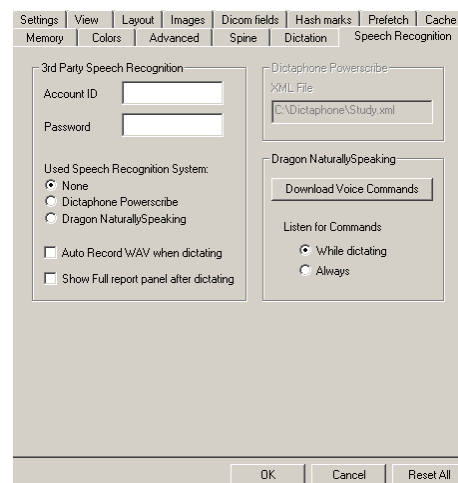 Settings View Layout Images Dicom fields Hash marks Prefetch Cache
Memory Colors Advanced Spine Dictation Speech Recognition
3rd Party Speech Recognition
Account ID
Password
Used Speech Recognition System:
None
Dictaphone Powerscribe
Dragon NaturallySpeaking
Auto Record WAV when dictating
Show Full report panel after dictating
Dictaphone Powerscribe
XML File
C:\Dictaphone\Study.xml
Dragon NaturallySpeaking
Download Voice Commands
Listen for Commands
While dictating
Always
OK Cancel Reset All